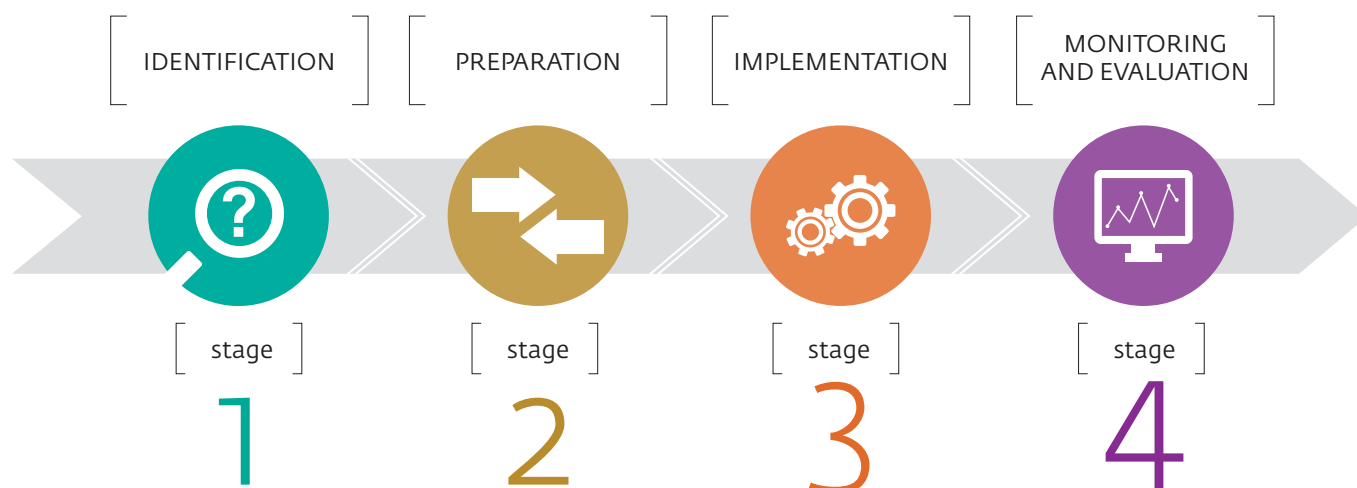 IDENTIFICATION
PREPARATION
IMPLEMENTATION
MONITORING
AND EVALUATION
?
stage
stage
stage
stage
1
2
3
4